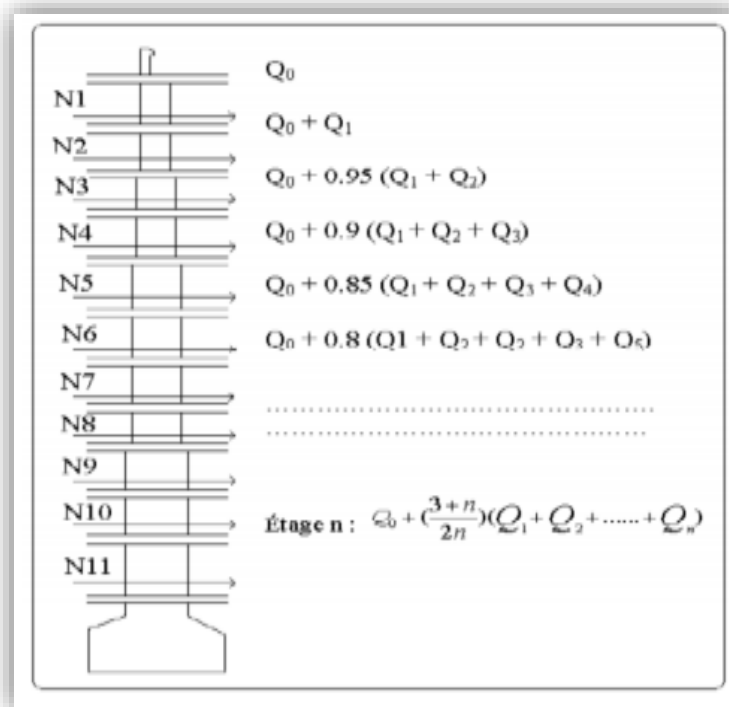 Q₀
N1
Q₀ + Q₁
N2
Q₀ + 0.95 (Q₁ + Q₂)
N3
Q₀ + 0.9 (Q₁ + Q₂ + Q₃)
N4
Q₀ + 0.85 (Q₁ + Q₂ + Q₃ + Q₄)
N5
Q₀ + 0.8 (Q1 + Q₂ + Q₂ + Q₃ + Q₅)
N6
N7
................................................
N8
................................................
N9
N10
Étage n : Q₀ + (3 + n / 2n)(Q₁ + Q₂ + ...... + Qₙ)
N11